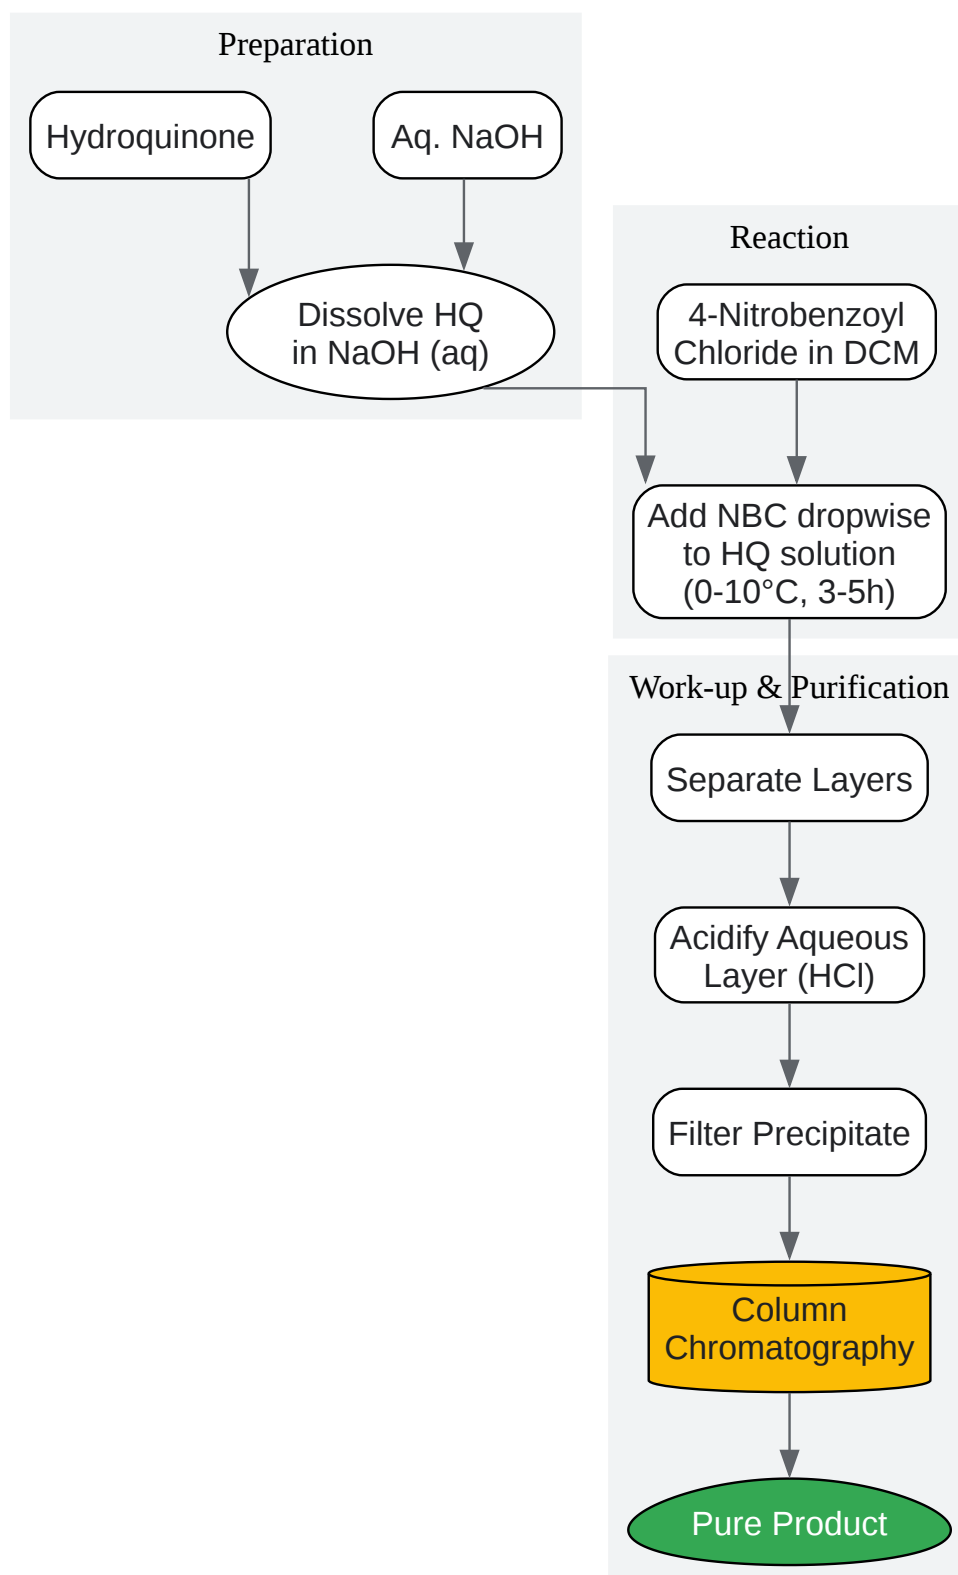 Preparation
Hydroquinone
Aq. NaOH
Dissolve HQ
in NaOH (aq)
Reaction
4-Nitrobenzoyl
Chloride in DCM
Add NBC dropwise
to HQ solution
(0-10°C, 3-5h)
Work-up & Purification
Separate Layers
Acidify Aqueous
Layer (HCl)
Filter Precipitate
Column
Chromatography
Pure Product